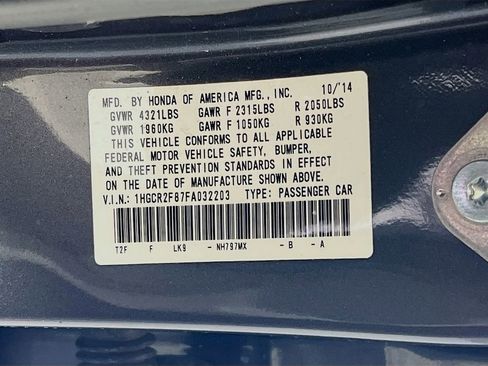 MFD. BY HONDA OF AMERICA MFG., INC. 10/'14
GVWR 4321LBS GAWR F 2315LBS R 2050LBS
GVWR 1960KG GAWR F 1050KG R 930KG
THIS VEHICLE CONFORMS TO ALL APPLICABLE
FEDERAL MOTOR VEHICLE SAFETY, BUMPER,
AND THEFT PREVENTION STANDARDS IN EFFECT
ON THE DATE OF MANUFACTURE SHOWN ABOVE.
V.I.N.: 1HGCR2F87FA032203 TYPE: PASSENGER CAR
T2F F LK9 - NH797MX - B - A